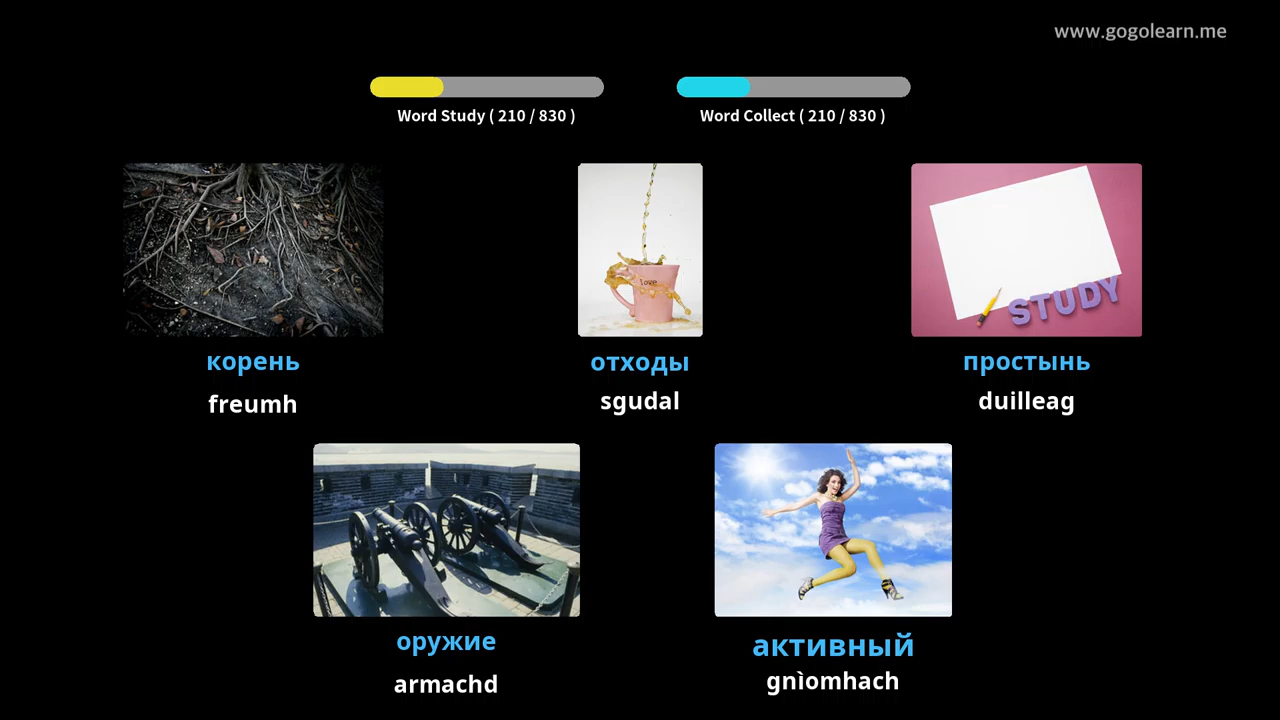 www.gogolearn.me
Word Study ( 210 / 830 )
Word Collect ( 210 / 830 )
love
STUDY
корень
отходы
простынь
freumh
sgudal
duilleag
оружие
активный
armachd
gnìomhach